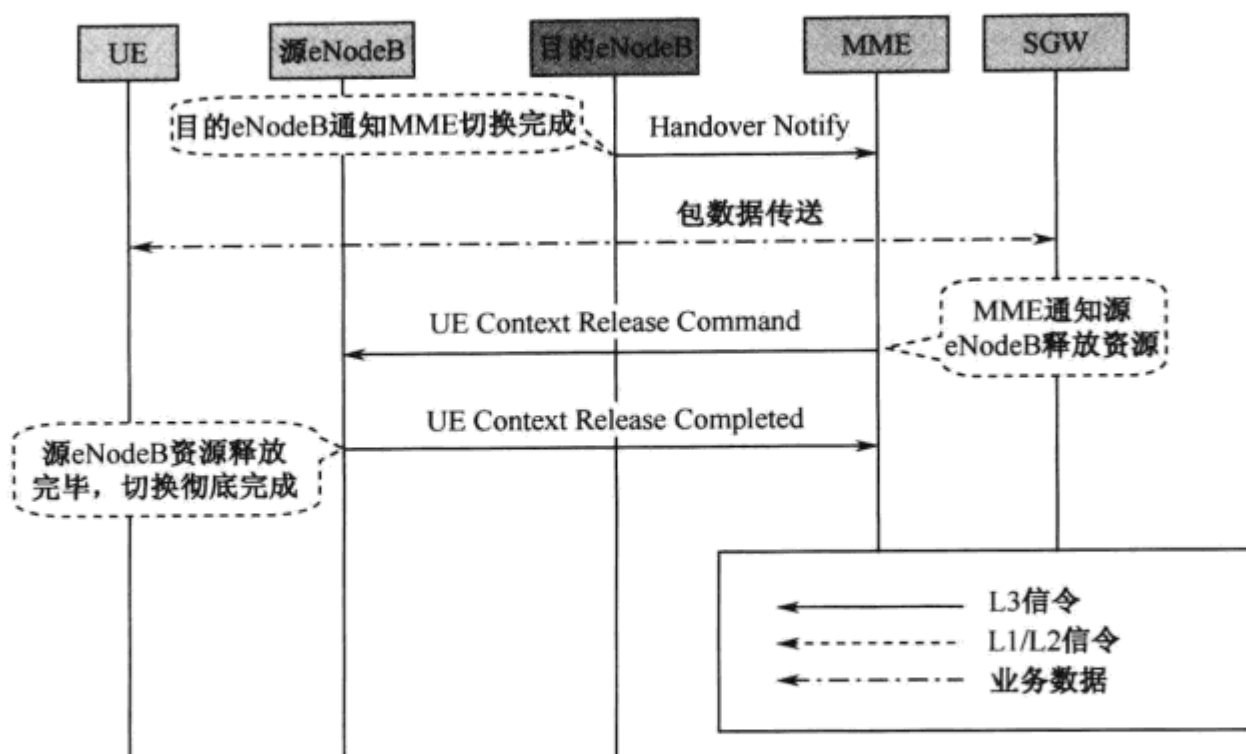 UE
源eNodeB
目的eNodeB
MME
SGW
目的eNodeB通知MME切换完成
Handover Notify
包数据传送
UE Context Release Command
MME通知源
eNodeB释放资源
UE Context Release Completed
源eNodeB资源释放
完毕，切换彻底完成
L3信令
L1/L2信令
业务数据